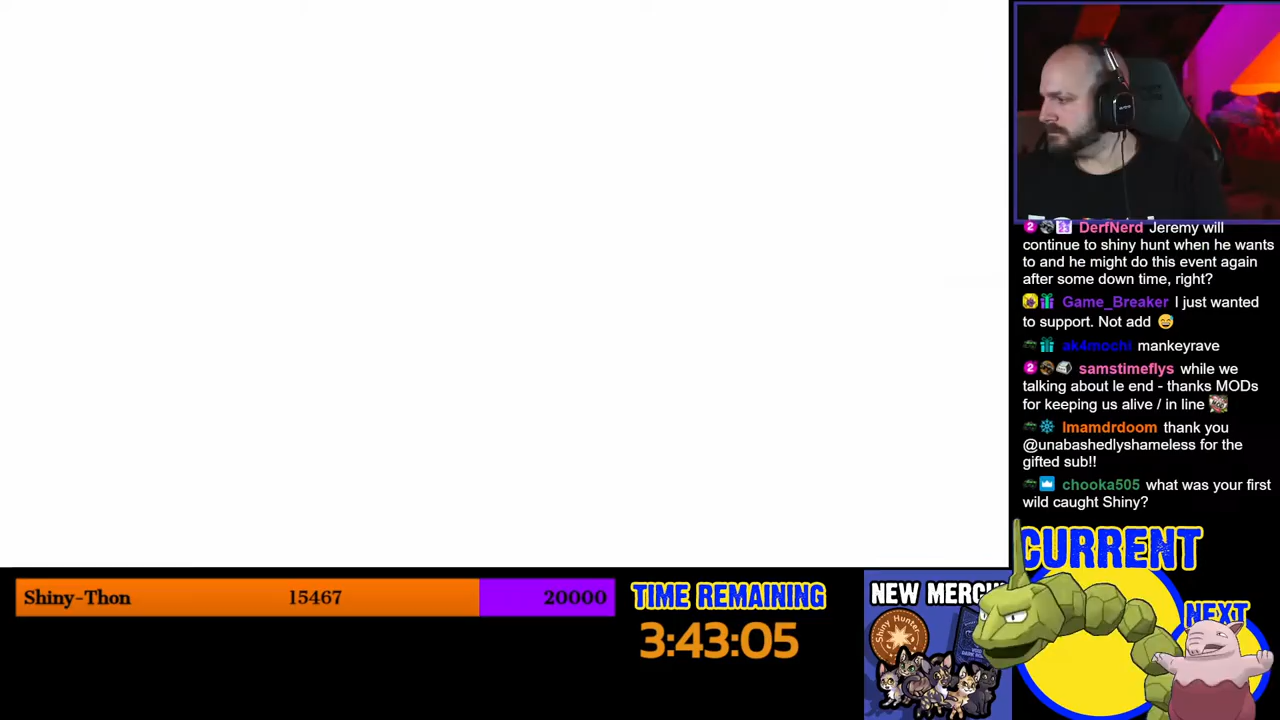 DerfNerd Jeremy will
continue to shiny hunt when he wants
to and he might do this event again
after some down time, right?
Game_Breaker I just wanted
to support. Not add
ak4mochi mankeyrave
samstimeflys while we
talking about le end - thanks MODs
for keeping us alive / in line
Imamdrdoom thank you
@unabashedlyshameless for the
gifted sub!!
chooka505 what was your first
wild caught Shiny?
CURRENT
NEXT
Shiny-Thon 15467 20000
TIME REMAINING
3:43:05
NEW MERCH
Shiny Hunter